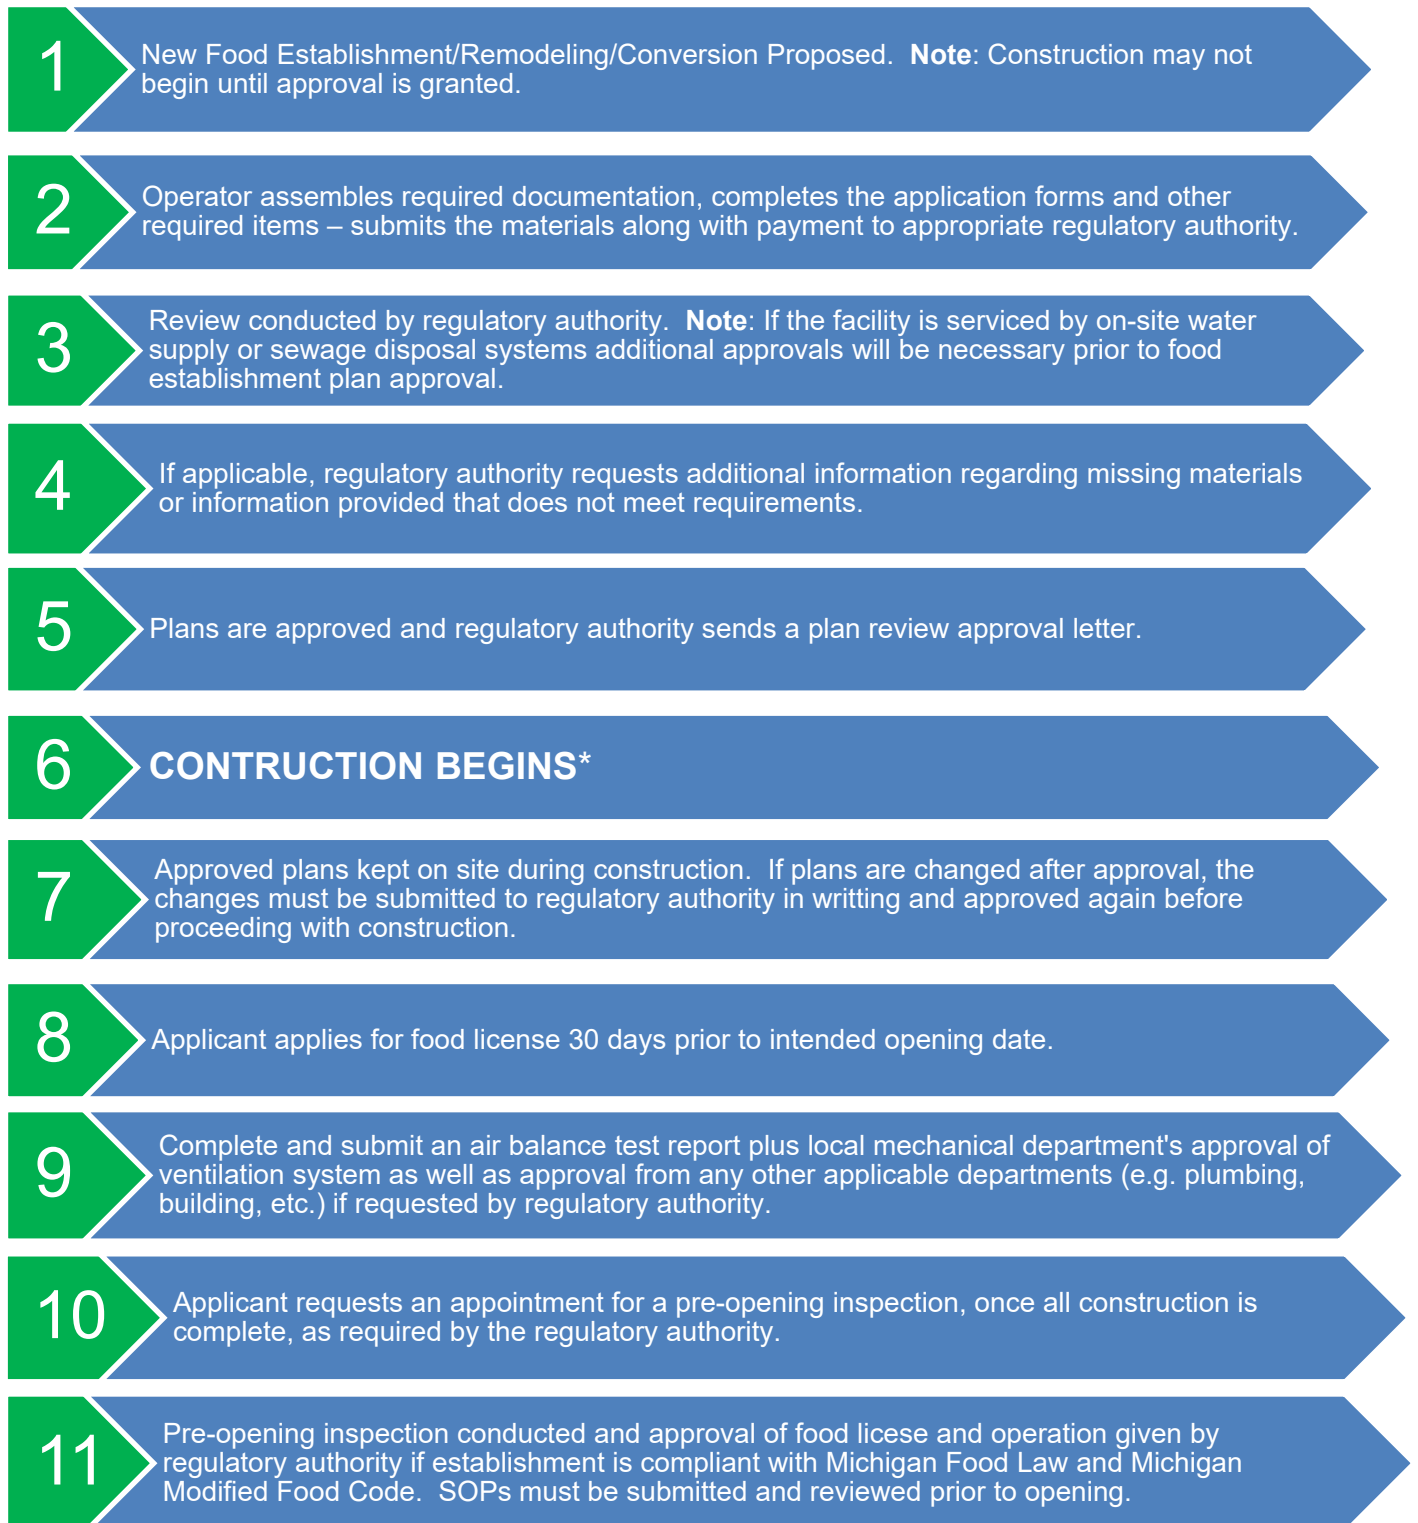 1
New Food Establishment/Remodeling/Conversion Proposed.  Note: Construction may not
begin until approval is granted.
2
Operator assembles required documentation, completes the application forms and other
required items – submits the materials along with payment to appropriate regulatory authority.
3
Review conducted by regulatory authority.  Note: If the facility is serviced by on-site water
supply or sewage disposal systems additional approvals will be necessary prior to food
establishment plan approval.
4
If applicable, regulatory authority requests additional information regarding missing materials
or information provided that does not meet requirements.
5
Plans are approved and regulatory authority sends a plan review approval letter.
6
CONTRUCTION BEGINS*
7
Approved plans kept on site during construction.  If plans are changed after approval, the
changes must be submitted to regulatory authority in writting and approved again before
proceeding with construction.
8
Applicant applies for food license 30 days prior to intended opening date.
9
Complete and submit an air balance test report plus local mechanical department's approval of
ventilation system as well as approval from any other applicable departments (e.g. plumbing,
building, etc.) if requested by regulatory authority.
10
Applicant requests an appointment for a pre-opening inspection, once all construction is
complete, as required by the regulatory authority.
11
Pre-opening inspection conducted and approval of food licese and operation given by
regulatory authority if establishment is compliant with Michigan Food Law and Michigan
Modified Food Code.  SOPs must be submitted and reviewed prior to opening.